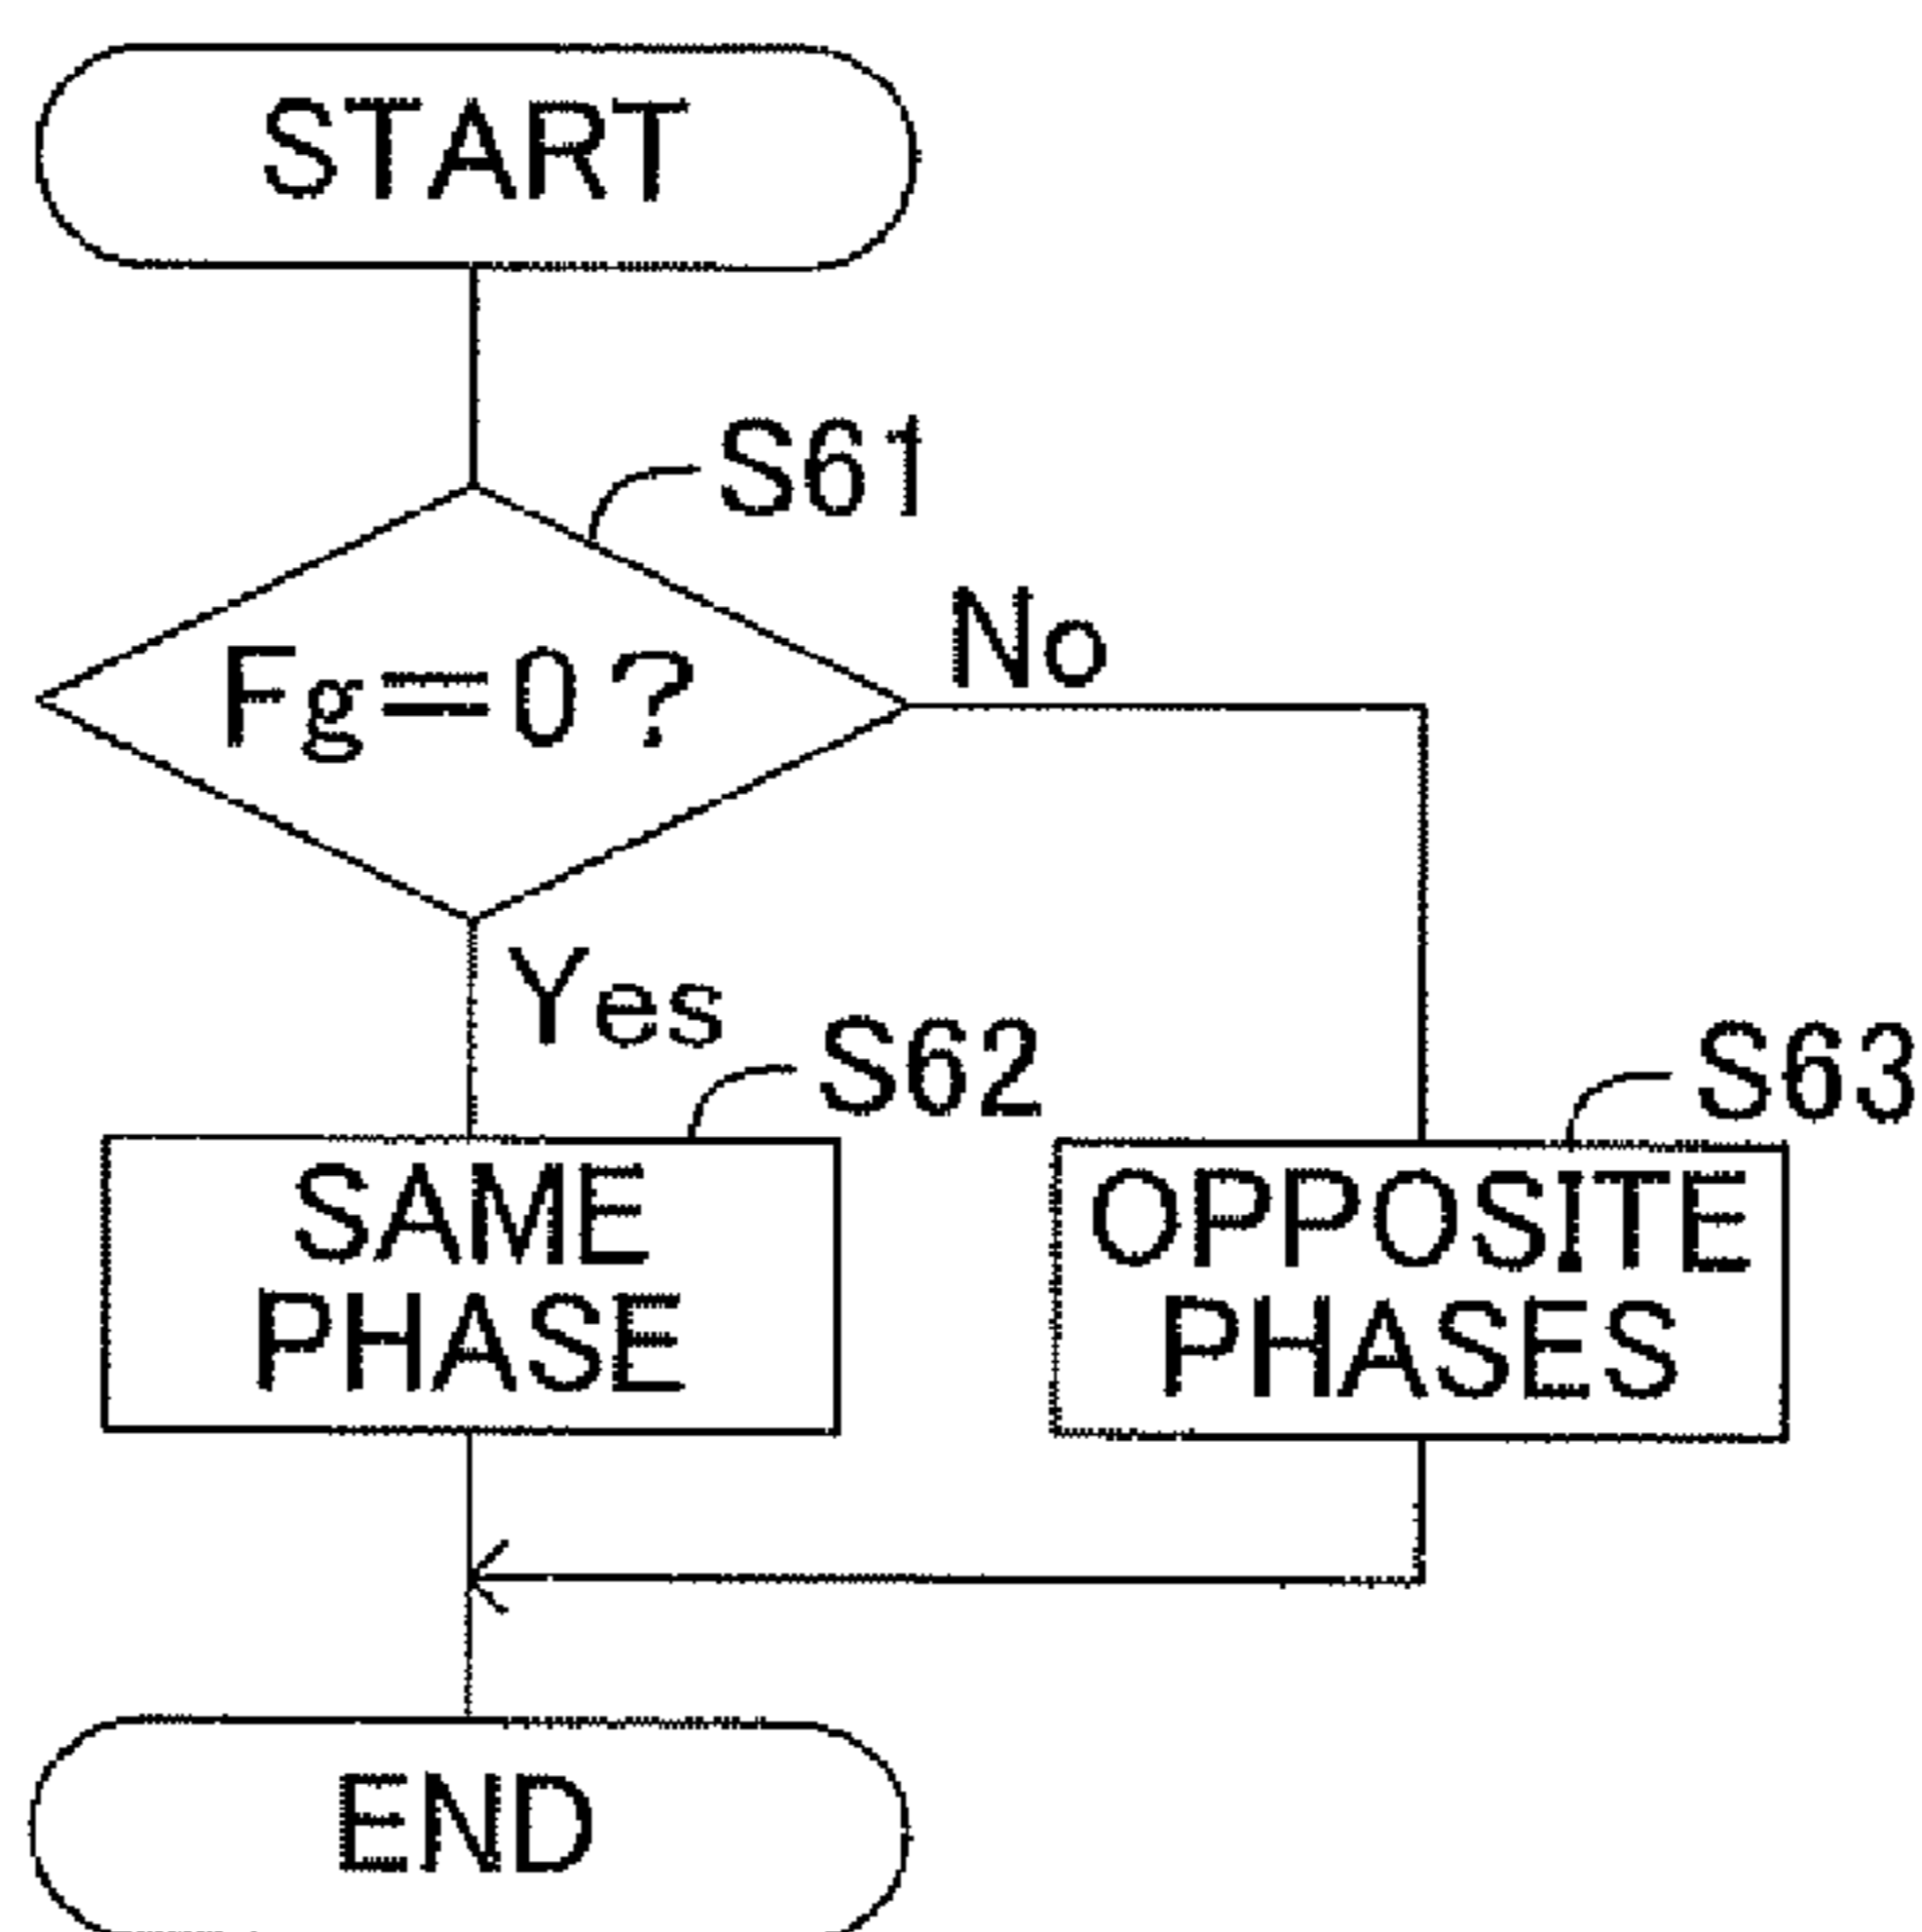 START
S61
Fg=0?
No
Yes
S62
S63
SAME
PHASE
OPPOSITE
PHASES
END